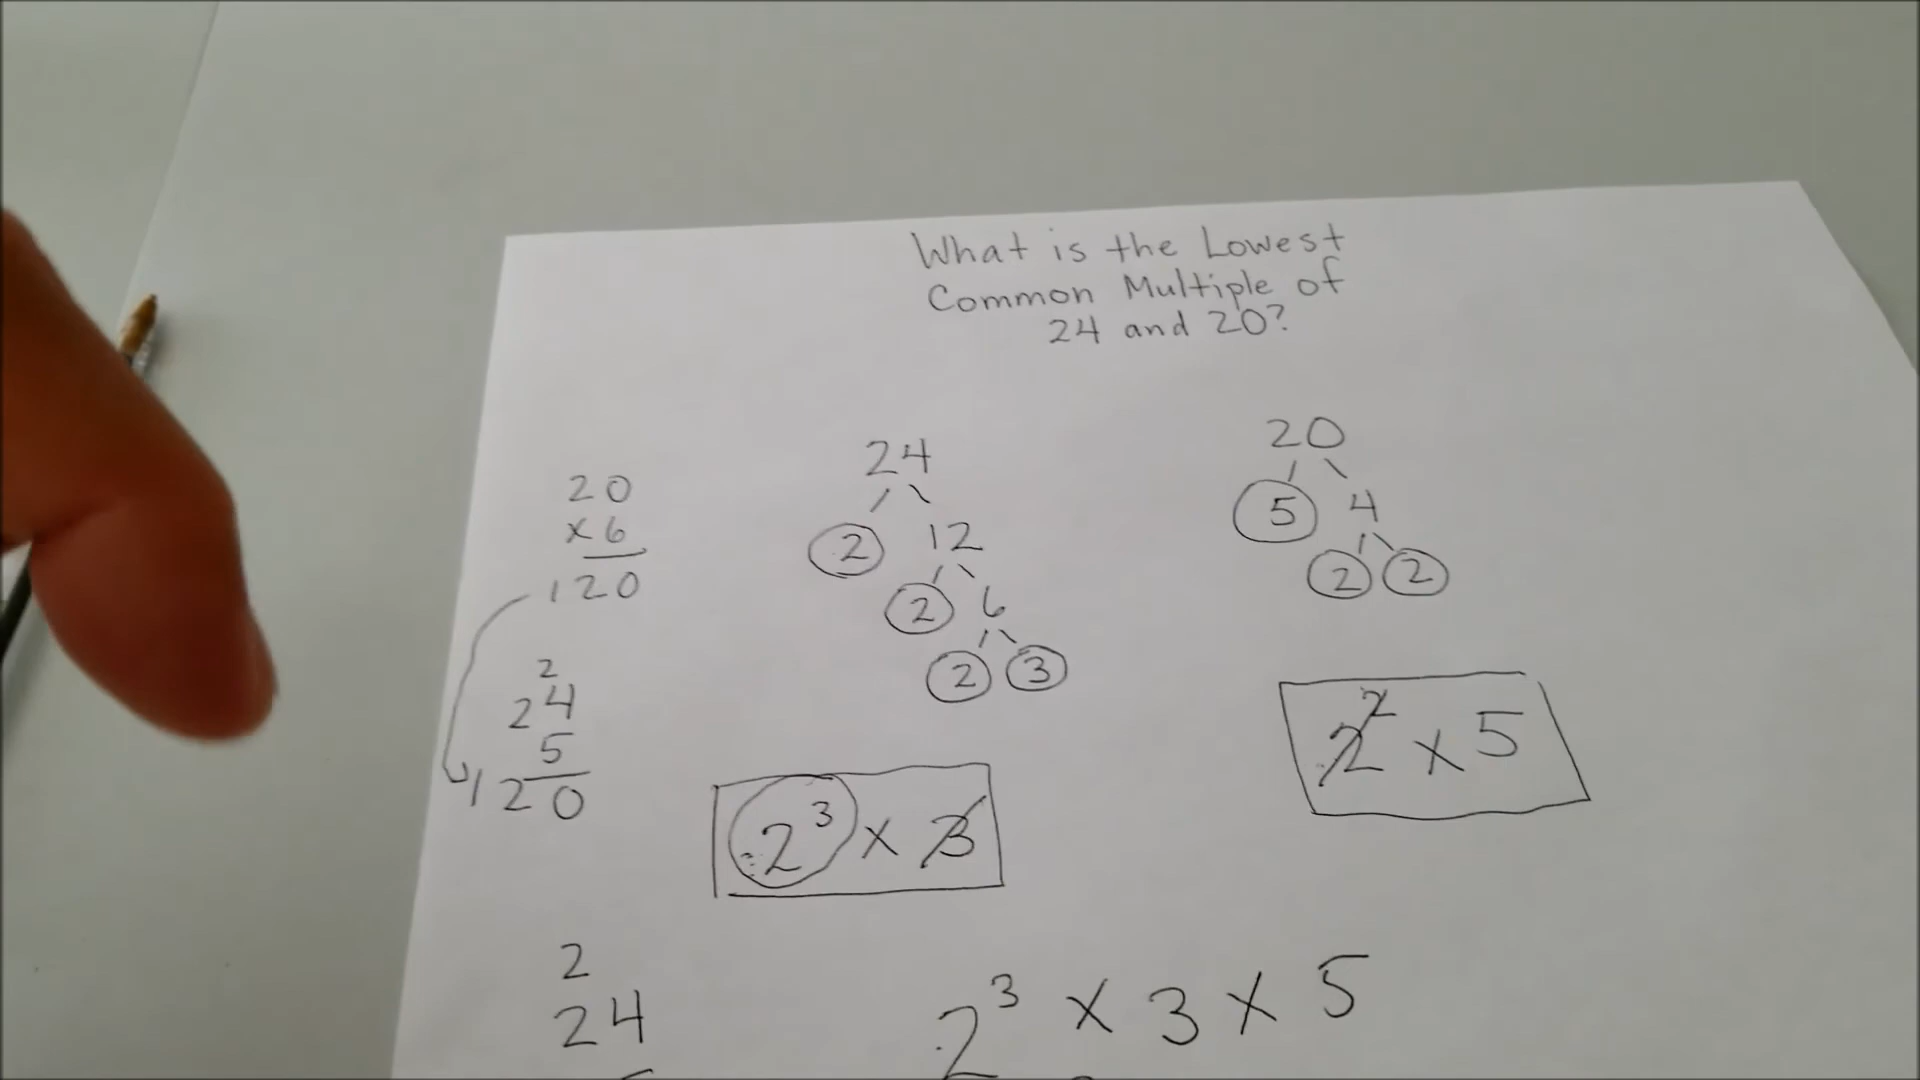 What is the Lowest
Common Multiple of
24 and 20?
20
x 6
120
2
24
5
120
24
2 12
2 6
2 3
2³ x 3
20
5 4
2 2
2² x 5
2
24
2³ x 3 x 5